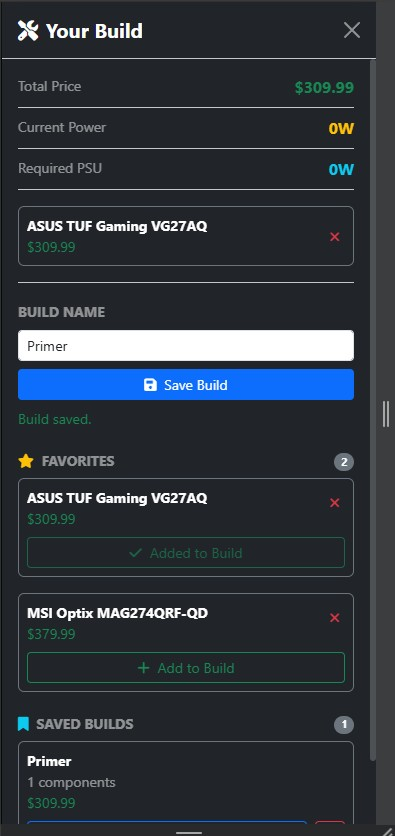 Your Build
Total Price
$309.99
Current Power
0W
Required PSU
0W
ASUS TUF Gaming VG27AQ
$309.99
BUILD NAME
Primer
Save Build
Build saved.
FAVORITES
2
ASUS TUF Gaming VG27AQ
$309.99
Added to Build
MSI Optix MAG274QRF-QD
$379.99
Add to Build
SAVED BUILDS
1
Primer
1 components
$309.99